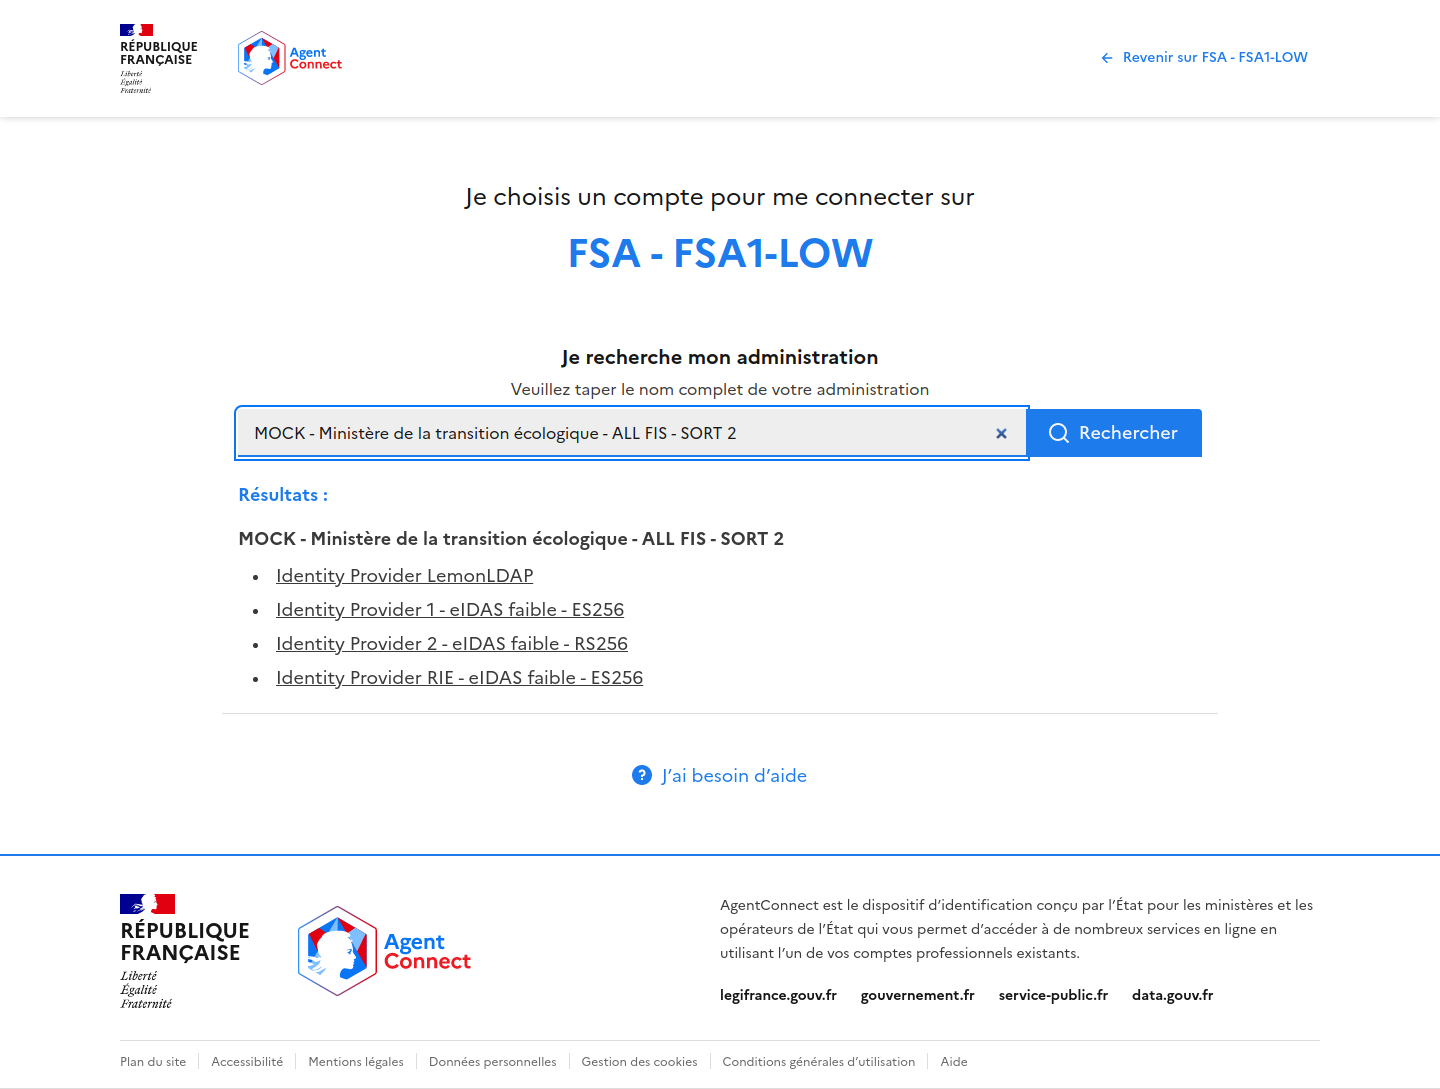 RÉPUBLIQUE
FRANÇAISE
Liberté
Égalité
Fraternité
Agent
Connect
Revenir sur FSA - FSA1-LOW
Je choisis un compte pour me connecter sur
FSA - FSA1-LOW
Je recherche mon administration
Veuillez taper le nom complet de votre administration
MOCK - Ministère de la transition écologique - ALL FIS - SORT 2
Rechercher
Résultats :
MOCK - Ministère de la transition écologique - ALL FIS - SORT 2
Identity Provider LemonLDAP
Identity Provider 1 - eIDAS faible - ES256
Identity Provider 2 - eIDAS faible - RS256
Identity Provider RIE - eIDAS faible - ES256
J’ai besoin d’aide
RÉPUBLIQUE
FRANÇAISE
Liberté
Égalité
Fraternité
Agent
Connect
AgentConnect est le dispositif d’identification conçu par l’État pour les ministères et les
opérateurs de l’État qui vous permet d’accéder à de nombreux services en ligne en
utilisant l’un de vos comptes professionnels existants.
legifrance.gouv.fr gouvernement.fr service-public.fr data.gouv.fr
Plan du site Accessibilité Mentions légales Données personnelles Gestion des cookies Conditions générales d’utilisation Aide